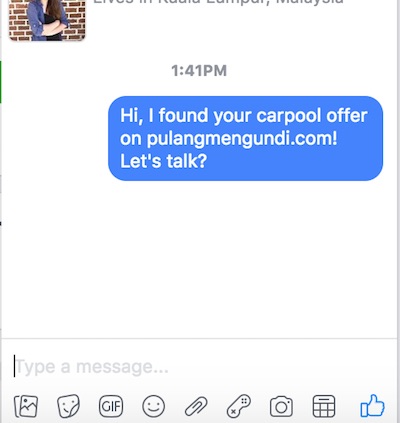 Lives in Kuala Lumpur, Malaysia
1:41PM
Hi, I found your carpool offer
on pulangmengundi.com!
Let's talk?
Type a message...
GIF